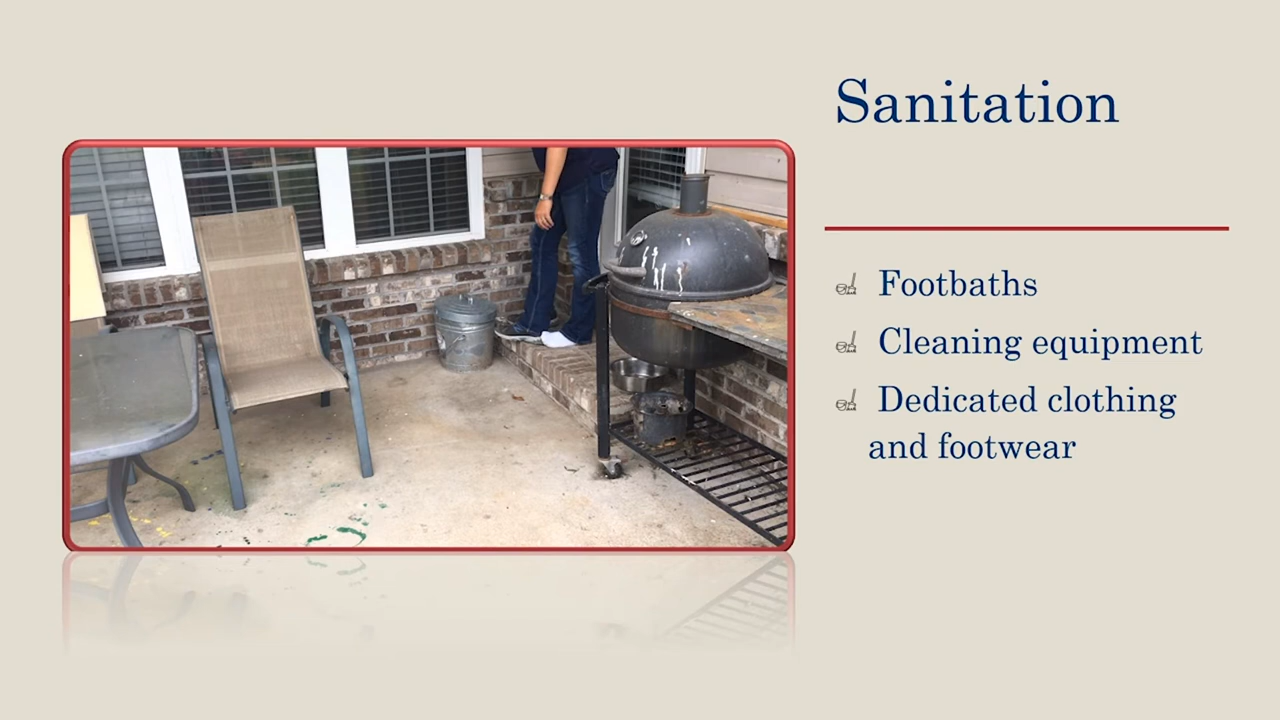 Sanitation
Footbaths
Cleaning equipment
Dedicated clothing
and footwear